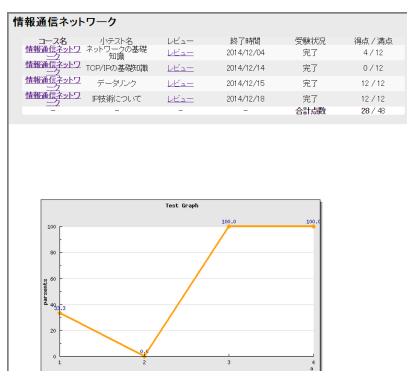 情報通信ネットワーク
コース名 小テスト名 レビュー 終了時間 受験状況 得点 / 満点
情報通信ネットワーク ネットワークの基礎知識 レビュー 2014/12/04 完了 4 / 12
情報通信ネットワーク TCP/IPの基礎知識 レビュー 2014/12/14 完了 0 / 12
情報通信ネットワーク データリンク レビュー 2014/12/15 完了 12 / 12
情報通信ネットワーク IP技術について レビュー 2014/12/18 完了 12 / 12
- - - - 合計点数 28 / 48
Test Graph
100.0 100.0
100
80
60
40
33.3
20
0.0
0
1 2 3 4